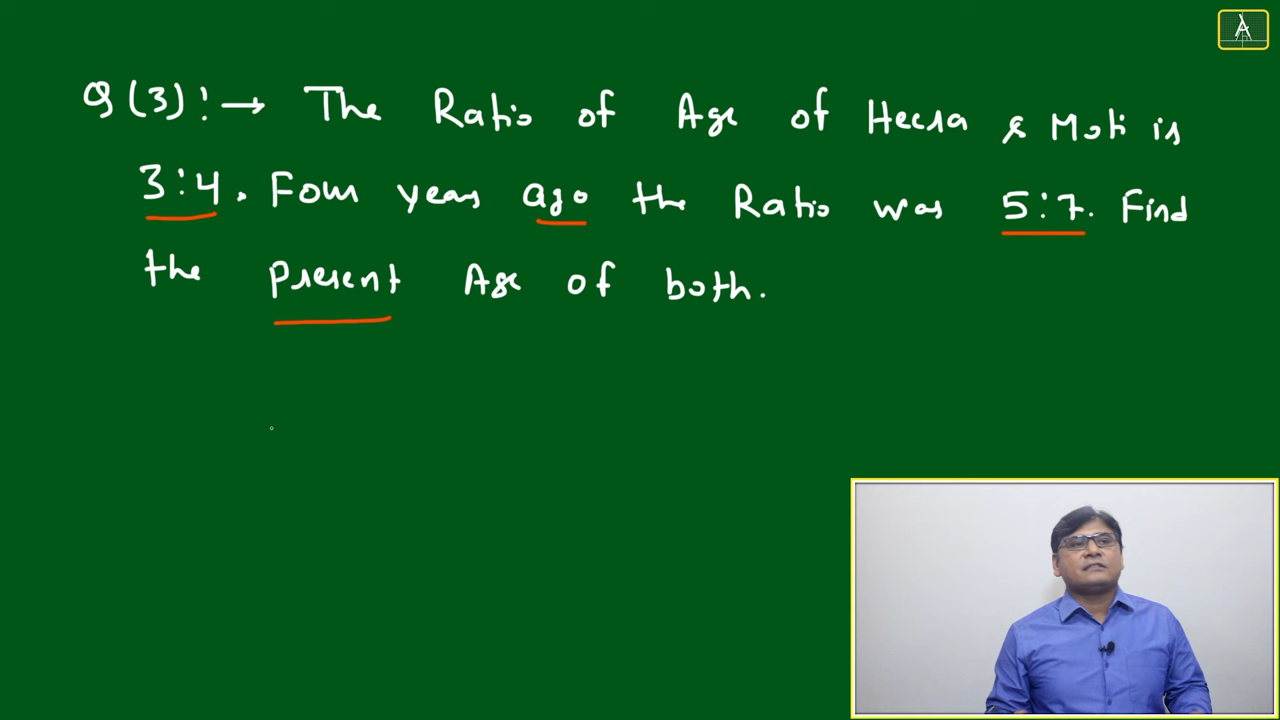 Q(3)!→ The Ratio of Age of Heera & Moti is
3:4. Four years ago the Ratio was 5:7. Find
the present Age of both.